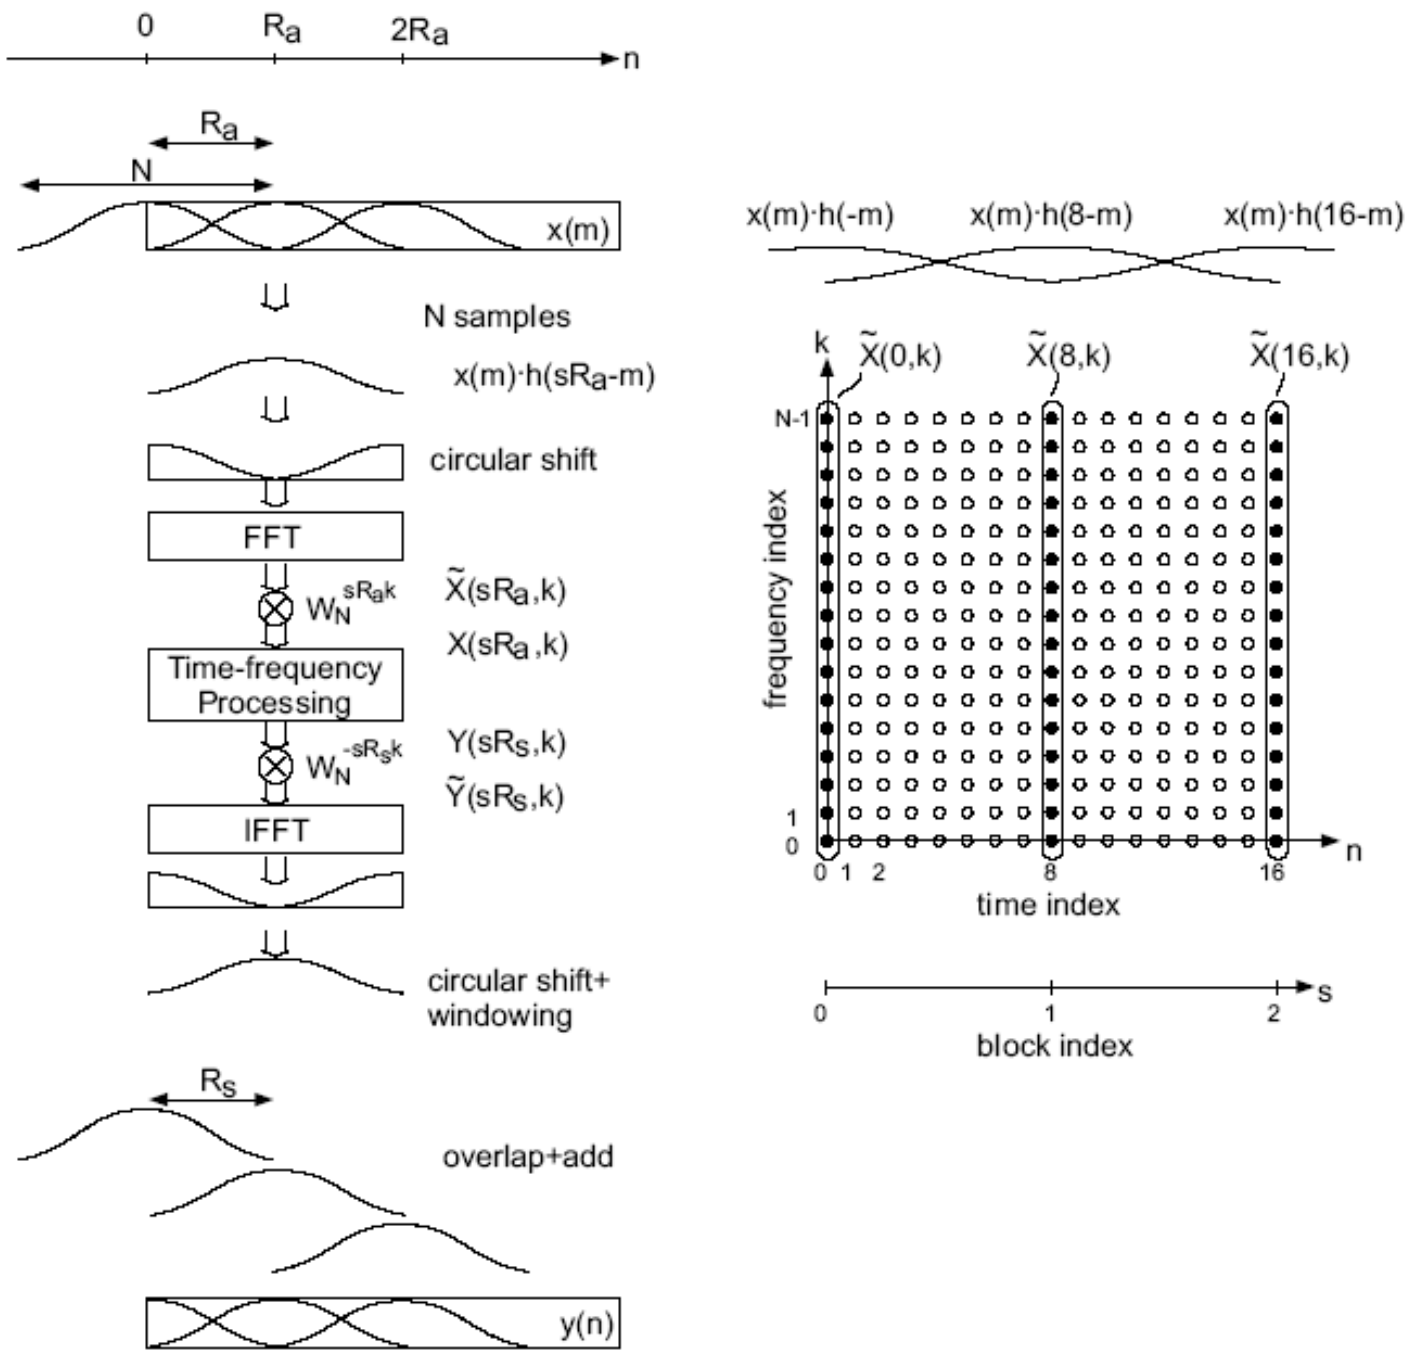 0 Rₐ 2Rₐ
n
Rₐ
N
x(m)
N samples
x(m)·h(sRₐ-m)
circular shift
FFT
W_N^{sRₐk}
X̃(sRₐ,k)
X(sRₐ,k)
Time-frequency
Processing
W_N^{-sRₛk}
Y(sRₛ,k)
Ỹ(sRₛ,k)
IFFT
circular shift+
windowing
Rₛ
overlap+add
y(n)
x(m)·h(-m) x(m)·h(8-m) x(m)·h(16-m)
k X̃(0,k) X̃(8,k) X̃(16,k)
N-1
frequency index
1
0
n
0 1 2 8 16
time index
s
0 1 2
block index